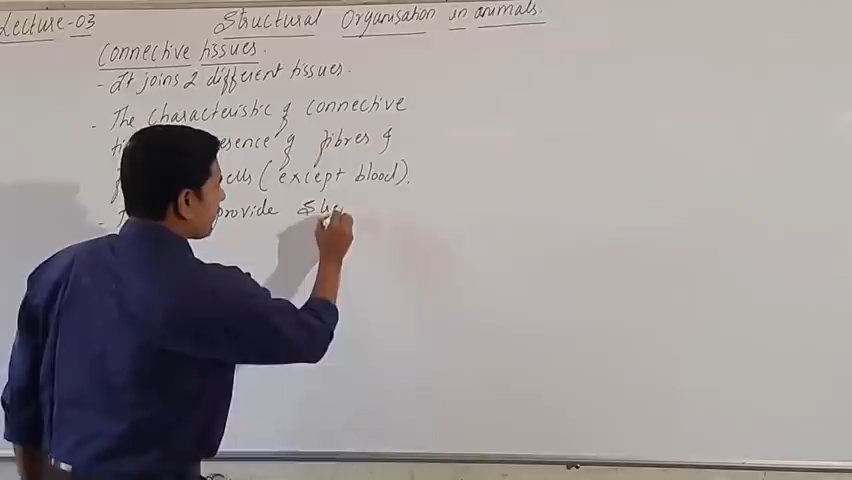 Lecture-03 Structural Organisation in animals.
Connective tissues.
- It joins 2 different tissues.
- The characteristic of connective
esence of fibres &
cells (except blood).
- provide